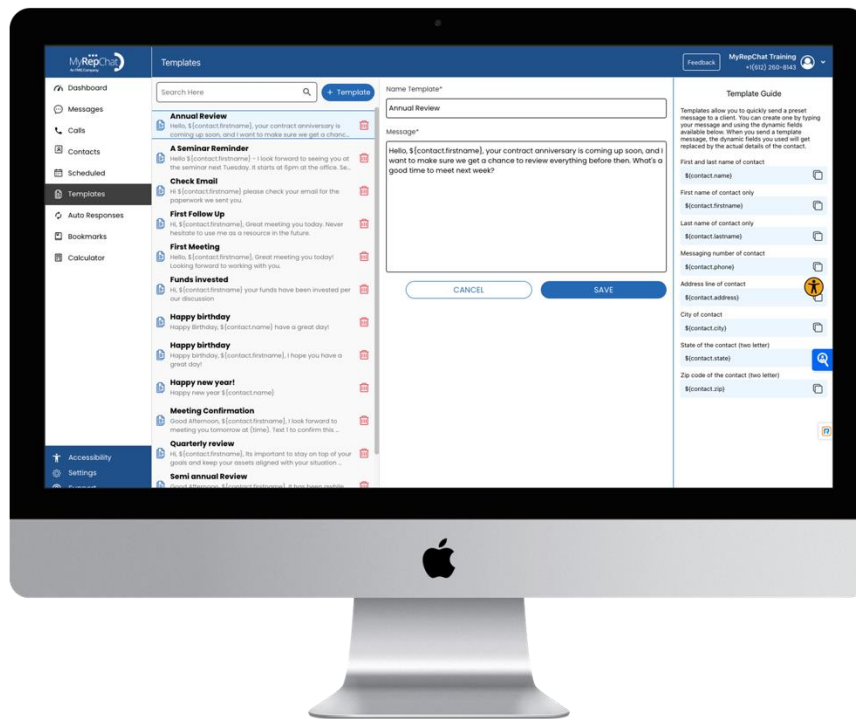 MyRepChat
An FMG Company
Templates
Feedback
MyRepChat Training
+1(612) 260-8143
Dashboard
Messages
Calls
Contacts
Scheduled
Templates
Auto Responses
Bookmarks
Calculator
Accessibility
Settings
Support
Search Here
+ Template
Annual Review
Hello, ${contact.firstname}, your contract anniversary is
coming up soon, and I want to make sure we get a chanc...
A Seminar Reminder
Hello ${contact.firstname} - I look forward to seeing you at
the seminar next Tuesday. It starts at 6pm at the office. Se...
Check Email
Hi ${contact.firstname} please check your email for the
paperwork we sent you.
First Follow Up
Hi, ${contact.firstname}, Great meeting you today. Never
hesitate to use me as a resource in the future.
First Meeting
Hello, ${contact.firstname}, Great meeting you today!
Looking forward to working with you.
Funds invested
Hi, ${contact.firstname} your funds have been invested per
our discussion
Happy birthday
Happy Birthday, ${contact.name} have a great day!
Happy birthday
Happy birthday, ${contact.firstname}, I hope you have a
great day!
Happy new year!
Happy new year ${contact.name}
Meeting Confirmation
Good Afternoon, ${contact.firstname}, I look forward to
meeting you tomorrow at (time). Text 1 to confirm this ...
Quarterly review
Hi, ${contact.firstname}, Its important to stay on top of your
goals and keep your assets aligned with your situation ...
Semi annual Review
Good Afternoon, ${contact.firstname}, It has been awhile
Name Template*
Annual Review
Message*
Hello, ${contact.firstname}, your contract anniversary is coming up soon, and I
want to make sure we get a chance to review everything before then. What's a
good time to meet next week?
CANCEL
SAVE
Template Guide
Templates allow you to quickly send a preset
message to a client. You can create one by typing
your message and using the dynamic fields
available below. When you send a template
message, the dynamic fields you used will get
replaced by the actual details of the contact.
First and last name of contact
${contact.name}
First name of contact only
${contact.firstname}
Last name of contact only
${contact.lastname}
Messaging number of contact
${contact.phone}
Address line of contact
${contact.address}
City of contact
${contact.city}
State of the contact (two letter)
${contact.state}
Zip code of the contact (two letter)
${contact.zip}